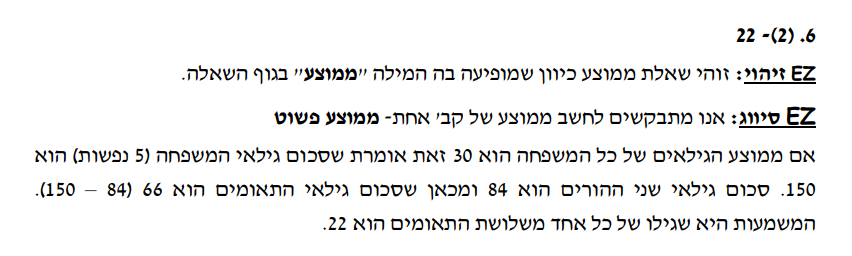 6. (2)- 22
EZ זיהוי: זוהי שאלת ממוצע כיוון שמופיעה בה המילה "ממוצע" בגוף השאלה.
EZ סיווג: אנו מתבקשים לחשב ממוצע של קב' אחת- ממוצע פשוט
אם ממוצע הגילאים של כל המשפחה הוא 30 זאת אומרת שסכום גילאי המשפחה (5 נפשות) הוא
150. סכום גילאי שני ההורים הוא 84 ומכאן שסכום גילאי התאומים הוא 66 (84 – 150).
המשמעות היא שגילו של כל אחד משלושת התאומים הוא 22.